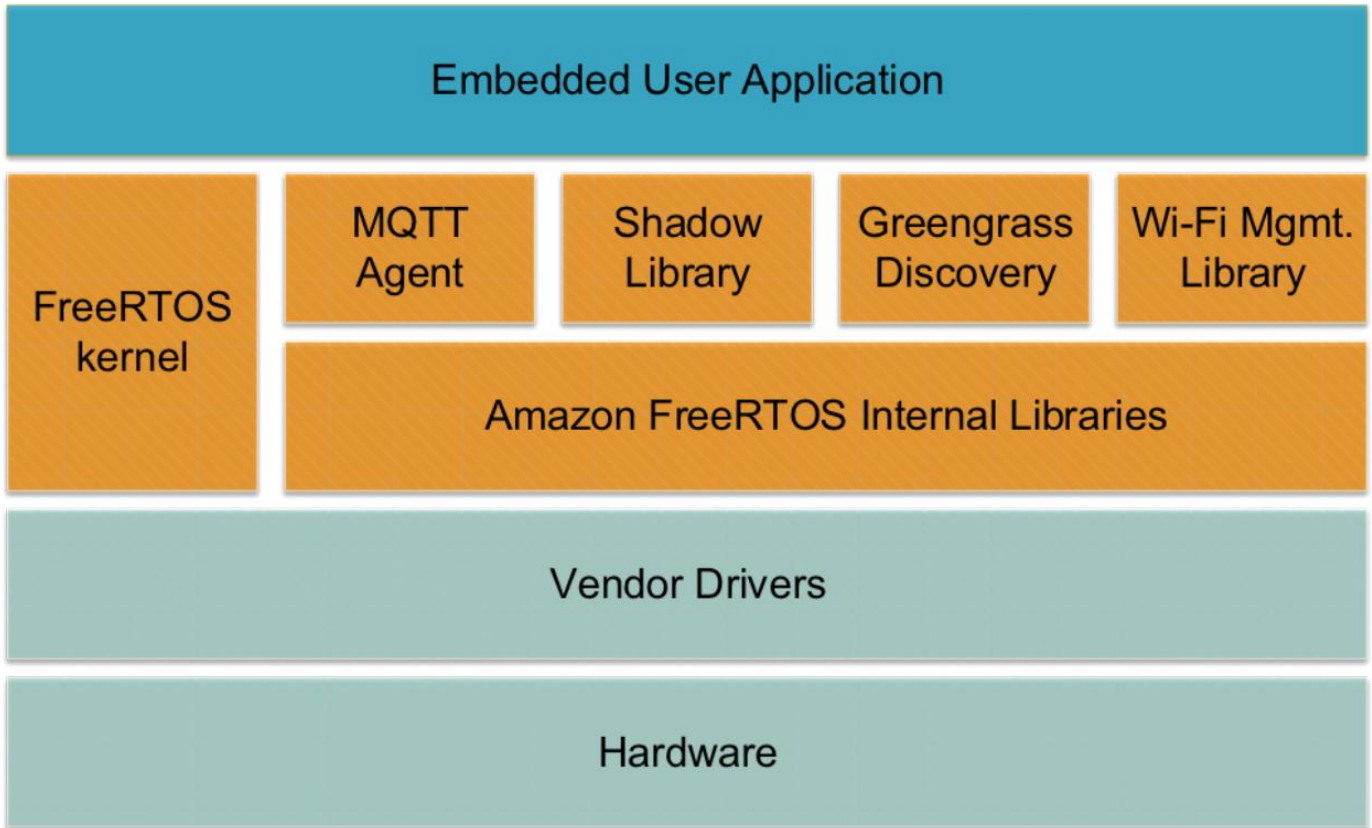 Embedded User Application
FreeRTOS
kernel
MQTT
Agent
Shadow
Library
Greengrass
Discovery
Wi-Fi Mgmt.
Library
Amazon FreeRTOS Internal Libraries
Vendor Drivers
Hardware